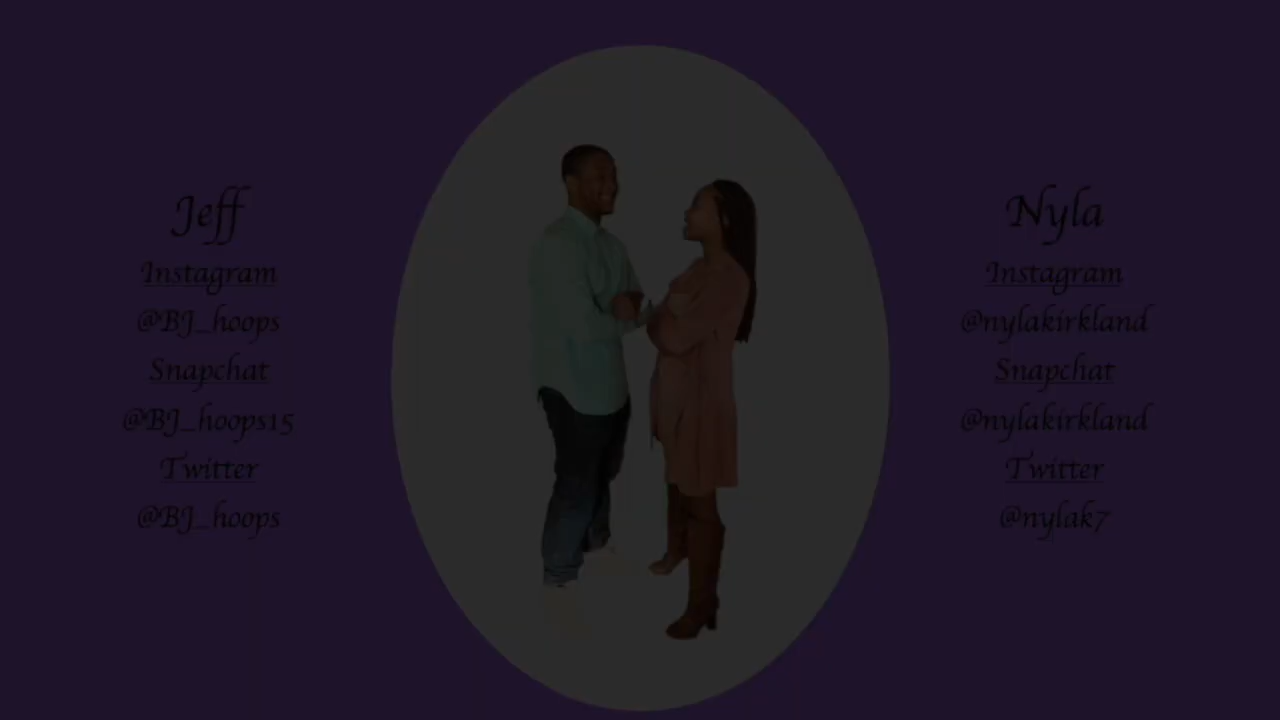 Jeff
Instagram
@BJ_hoops
Snapchat
@BJ_hoops15
Twitter
@BJ_hoops
Nyla
Instagram
@nylakirkland
Snapchat
@nylakirkland
Twitter
@nylak7